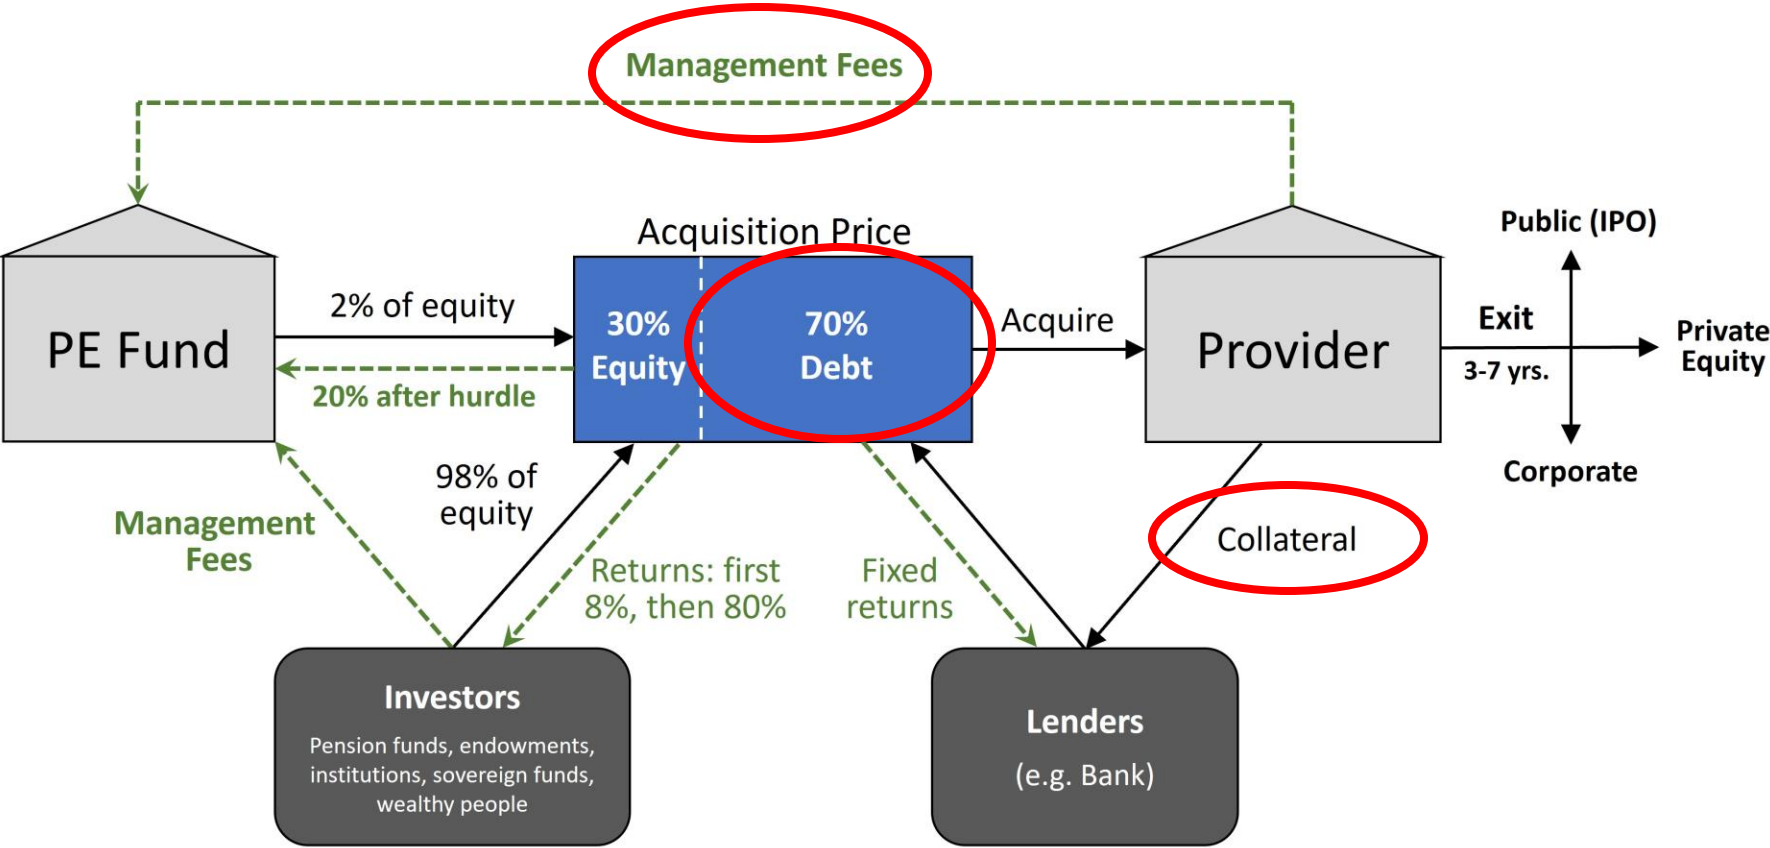 Management Fees
Acquisition Price
PE Fund
2% of equity
20% after hurdle
30%
Equity
70%
Debt
Acquire
Provider
Exit
3-7 yrs.
Public (IPO)
Private
Equity
Corporate
Management
Fees
98% of
equity
Returns: first
8%, then 80%
Fixed
returns
Collateral
Investors
Pension funds, endowments,
institutions, sovereign funds,
wealthy people
Lenders
(e.g. Bank)